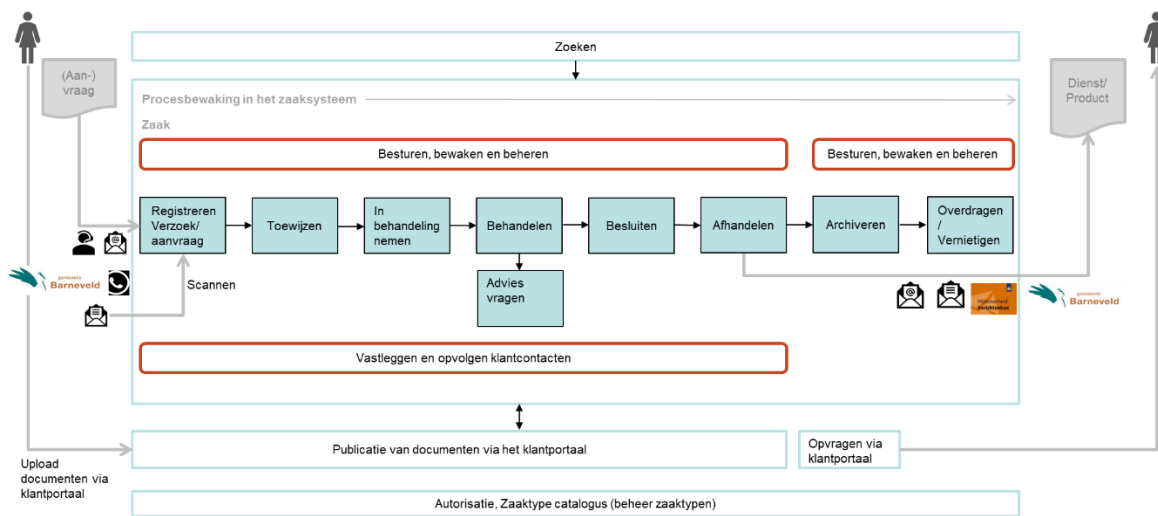 Zoeken
(Aan-)
vraag
Dienst/
Product
Procesbewaking in het zaaksysteem
Zaak
Besturen, bewaken en beheren
Besturen, bewaken en beheren
Registreren
Verzoek/
aanvraag
Toewijzen
In
behandeling
nemen
Behandelen
Besluiten
Afhandelen
Archiveren
Overdragen
/
Vernietigen
gemeente
Barneveld
Scannen
Advies
vragen
MijnOverheid
Berichtenbox
gemeente
Barneveld
Vastleggen en opvolgen klantcontacten
Publicatie van documenten via het klantportaal
Opvragen via
klantportaal
Upload
documenten via
klantportaal
Autorisatie, Zaaktype catalogus (beheer zaaktypen)